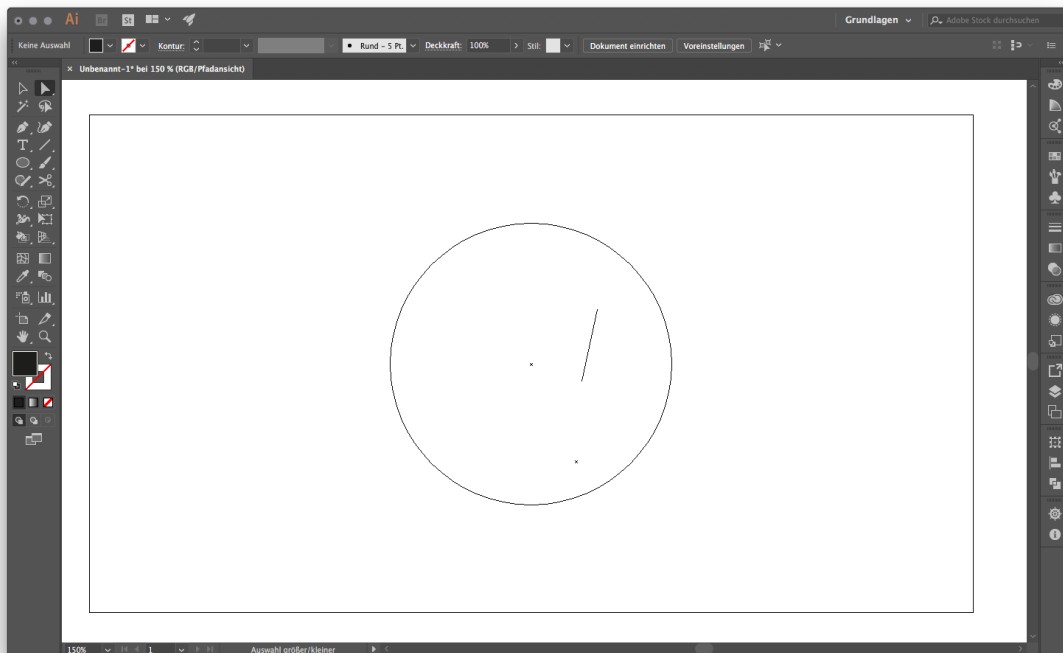 Ai Br St Grundlagen Adobe Stock durchsuchen
Keine Auswahl Kontur: Rund - 5 Pt. Deckkraft: 100% Stil: Dokument einrichten Voreinstellungen
× Unbenannt-1* bei 150 % (RGB/Pfadansicht)
150% 1 Auswahl größer/kleiner